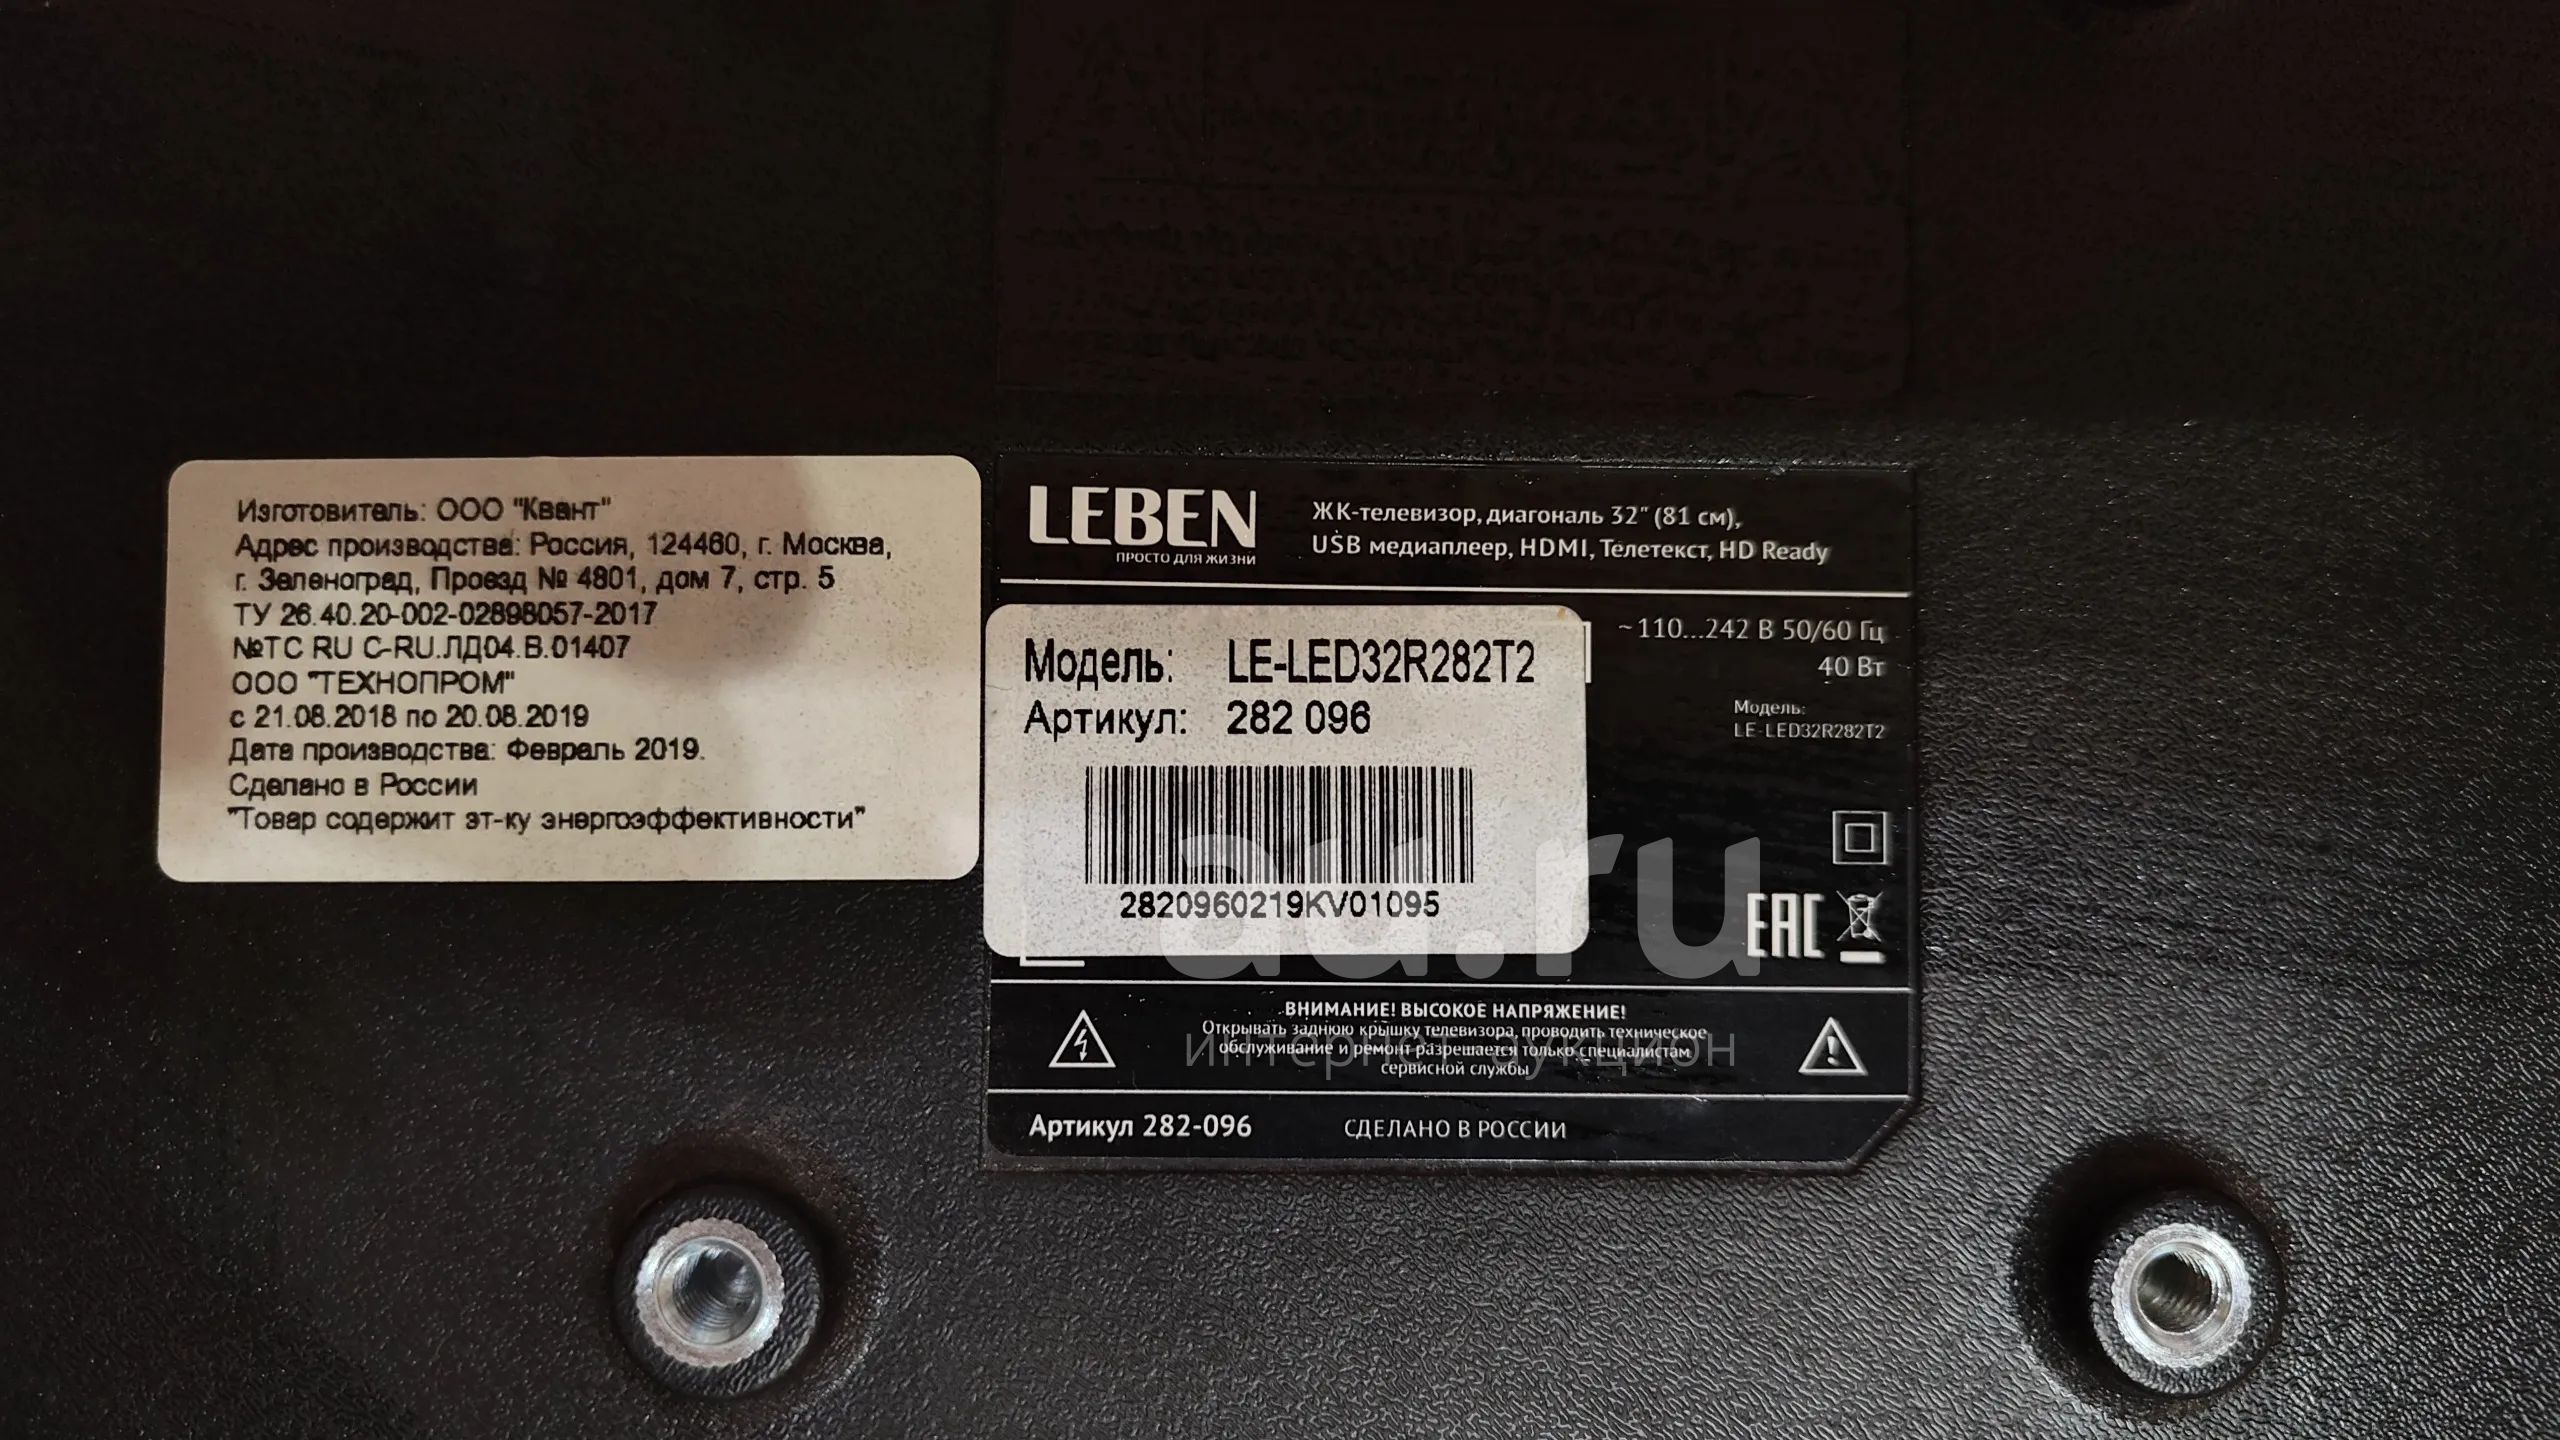 Изготовитель: ООО "Квант"
Адрес производства: Россия, 124460, г. Москва,
г. Зеленоград, Проезд № 4801, дом 7, стр. 5
ТУ 26.40.20-002-02898057-2017
№ТС RU C-RU.ЛД04.В.01407
ООО "ТЕХНОПРОМ"
с 21.08.2018 по 20.08.2019
Дата производства: Февраль 2019.
Сделано в России
"Товар содержит эт-ку энергоэффективности"
LEBEN
ПРОСТО ДЛЯ ЖИЗНИ
ЖК-телевизор, диагональ 32" (81 см),
USB медиаплеер, HDMI, Телетекст, HD Ready
Модель: LE-LED32R282T2
Артикул: 282 096
2820960219KV01095
~110...242 В 50/60 Гц
40 Вт
Модель:
LE-LED32R282T2
EAC
au.ru
интернет-аукцион
ВНИМАНИЕ! ВЫСОКОЕ НАПРЯЖЕНИЕ!
Открывать заднюю крышку телевизора, проводить техническое
обслуживание и ремонт разрешается только специалистам
сервисной службы
Артикул 282-096 СДЕЛАНО В РОССИИ